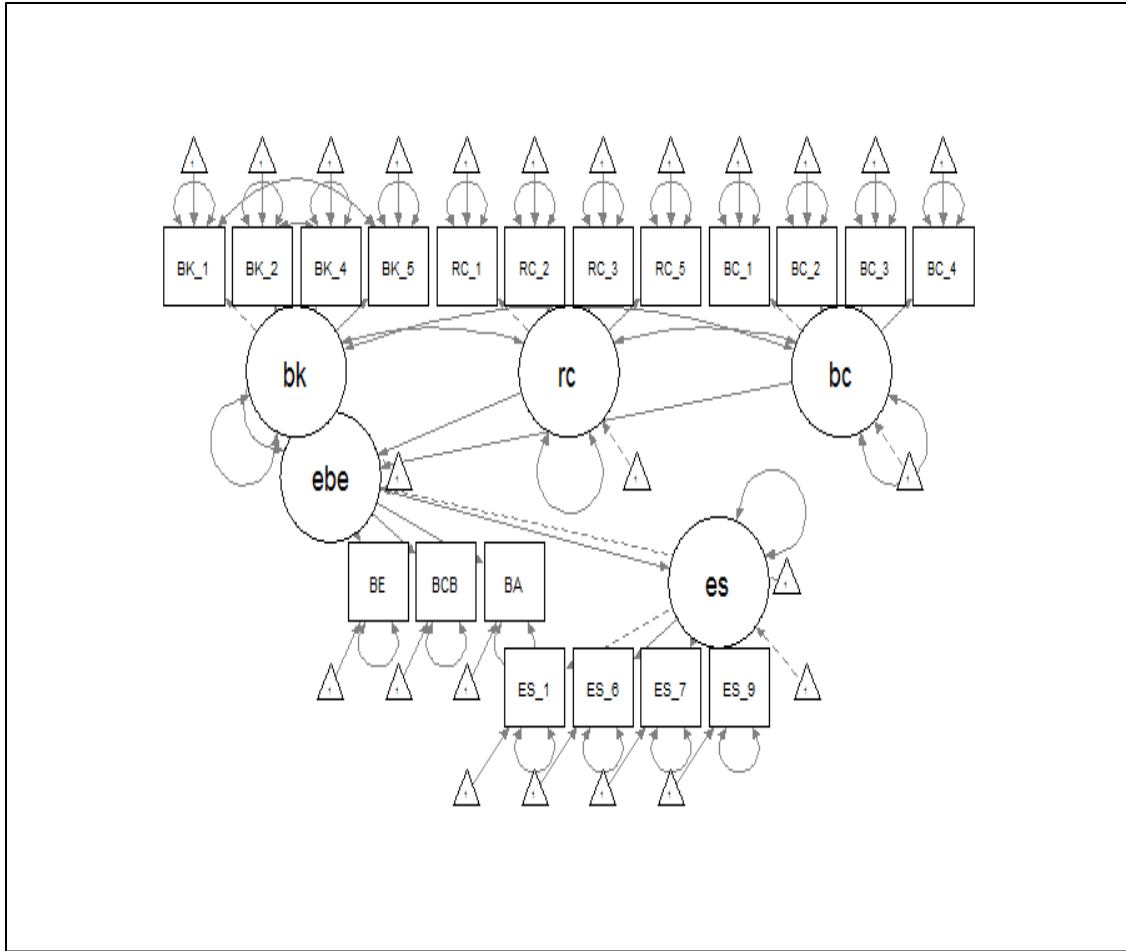 BK_1 BK_2 BK_4 BK_5 RC_1 RC_2 RC_3 RC_5 BC_1 BC_2 BC_3 BC_4
bk rc bc
ebe
BE BCB BA
es
ES_1 ES_6 ES_7 ES_9